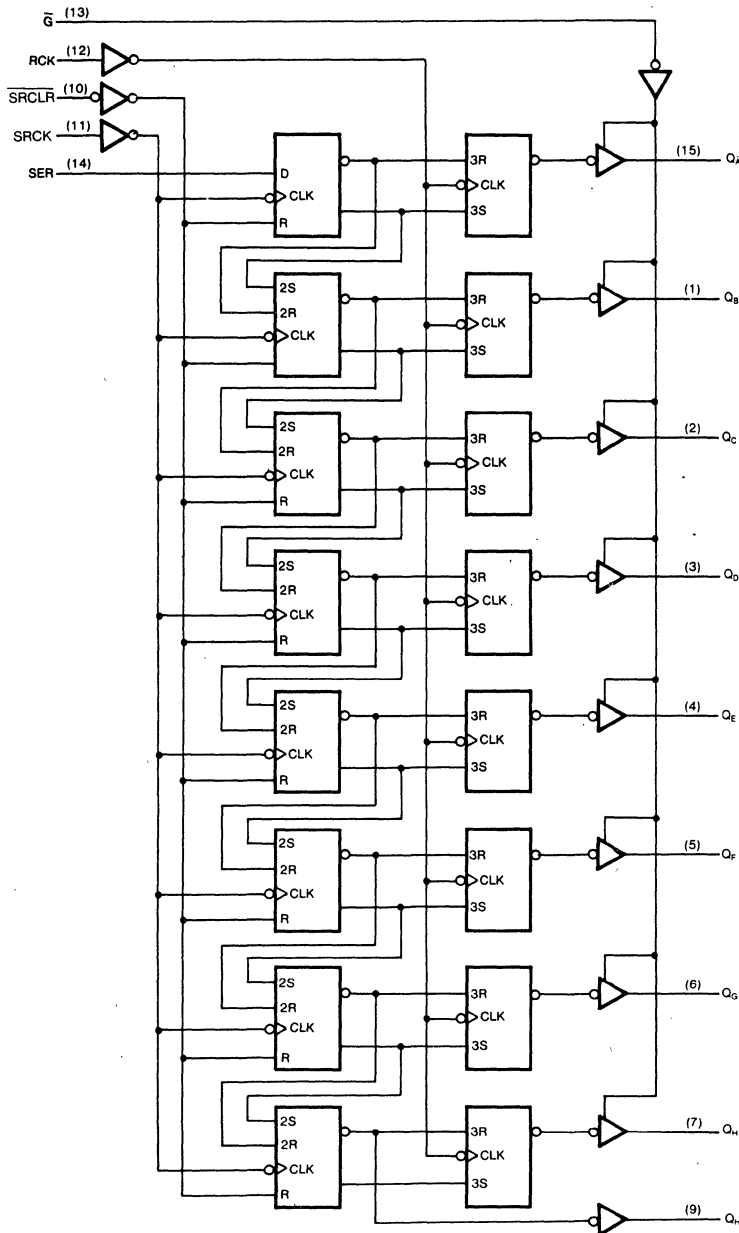 G̅ (13)
RCK (12)
S̅R̅C̅L̅R̅ (10)
SRCK (11)
SER (14)
D
CLK
R
3R
CLK
3S
(15) QA
2S
2R
CLK
3R
CLK
3S
(1) QB
2S
2R
CLK
R
3R
CLK
3S
(2) QC
2S
2R
CLK
R
3R
CLK
3S
(3) QD
2S
2R
CLK
R
3R
CLK
3S
(4) QE
2S
2R
CLK
R
3R
CLK
3S
(5) QF
2S
2R
CLK
R
3R
CLK
3S
(6) QG
2S
2R
CLK
R
3R
CLK
3S
(7) QH
(9) QH